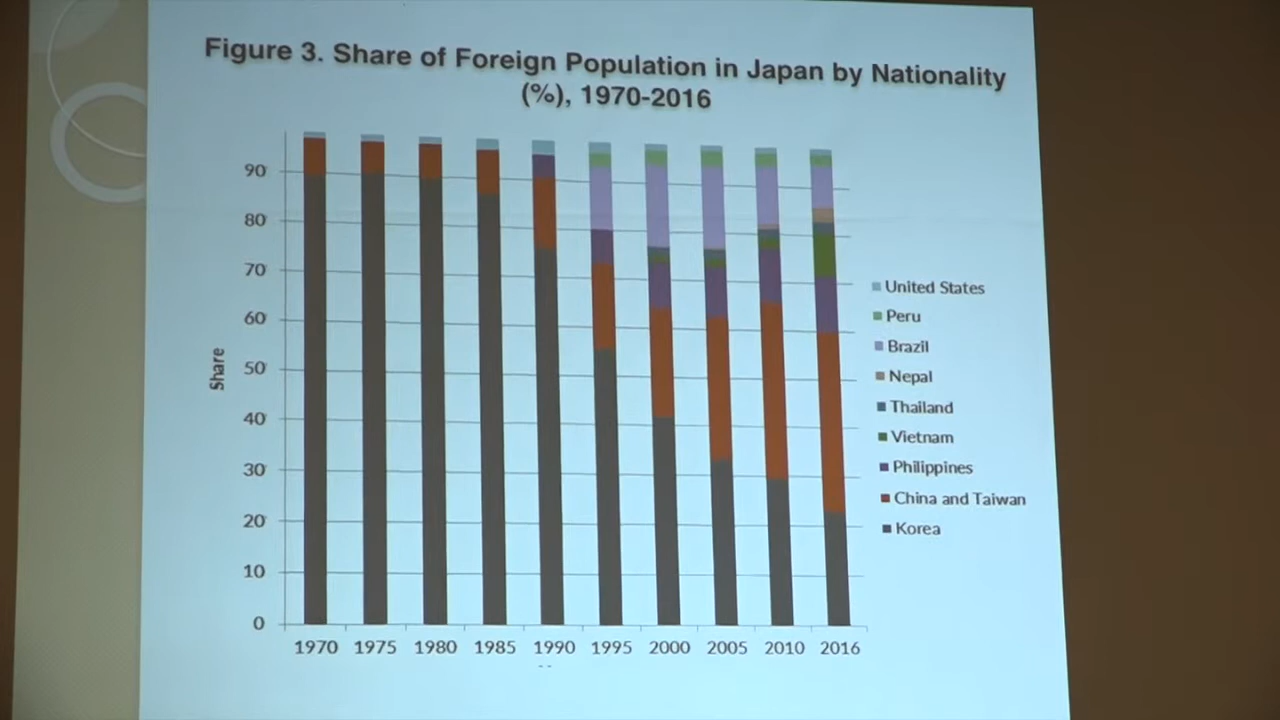 Figure 3. Share of Foreign Population in Japan by Nationality
(%), 1970-2016
90
80
70
60
50
40
30
20
10
0
Share
1970 1975 1980 1985 1990 1995 2000 2005 2010 2016
United States
Peru
Brazil
Nepal
Thailand
Vietnam
Philippines
China and Taiwan
Korea